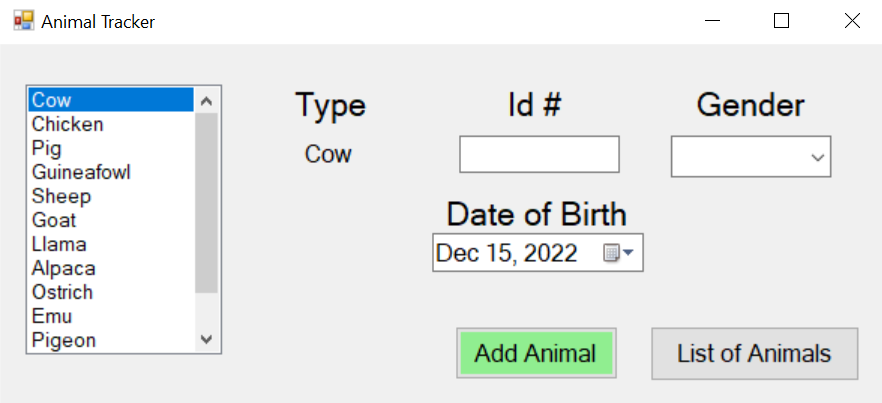 Animal Tracker
Cow
Chicken
Pig
Guineafowl
Sheep
Goat
Llama
Alpaca
Ostrich
Emu
Pigeon
Type
Cow
Id #
Gender
Date of Birth
Dec 15, 2022
Add Animal
List of Animals